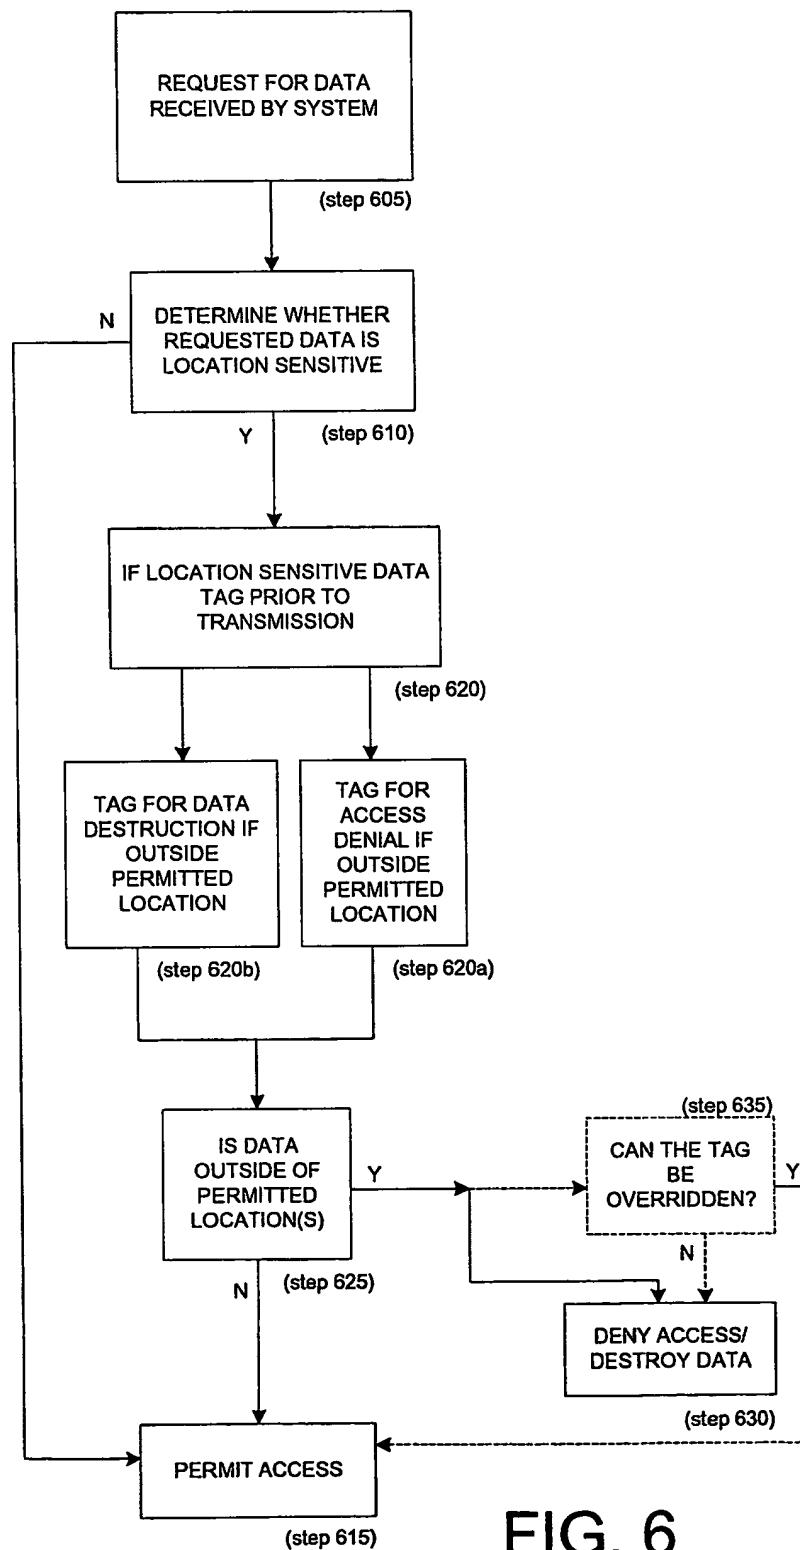 REQUEST FOR DATA
RECEIVED BY SYSTEM
(step 605)
N
DETERMINE WHETHER
REQUESTED DATA IS
LOCATION SENSITIVE
Y
(step 610)
IF LOCATION SENSITIVE DATA
TAG PRIOR TO
TRANSMISSION
(step 620)
TAG FOR DATA
DESTRUCTION IF
OUTSIDE
PERMITTED
LOCATION
(step 620b)
TAG FOR
ACCESS
DENIAL IF
OUTSIDE
PERMITTED
LOCATION
(step 620a)
IS DATA
OUTSIDE OF
PERMITTED
LOCATION(S)
Y
N
(step 625)
(step 635)
CAN THE TAG
BE
OVERRIDDEN?
Y
N
DENY ACCESS/
DESTROY DATA
(step 630)
PERMIT ACCESS
(step 615)
FIG. 6